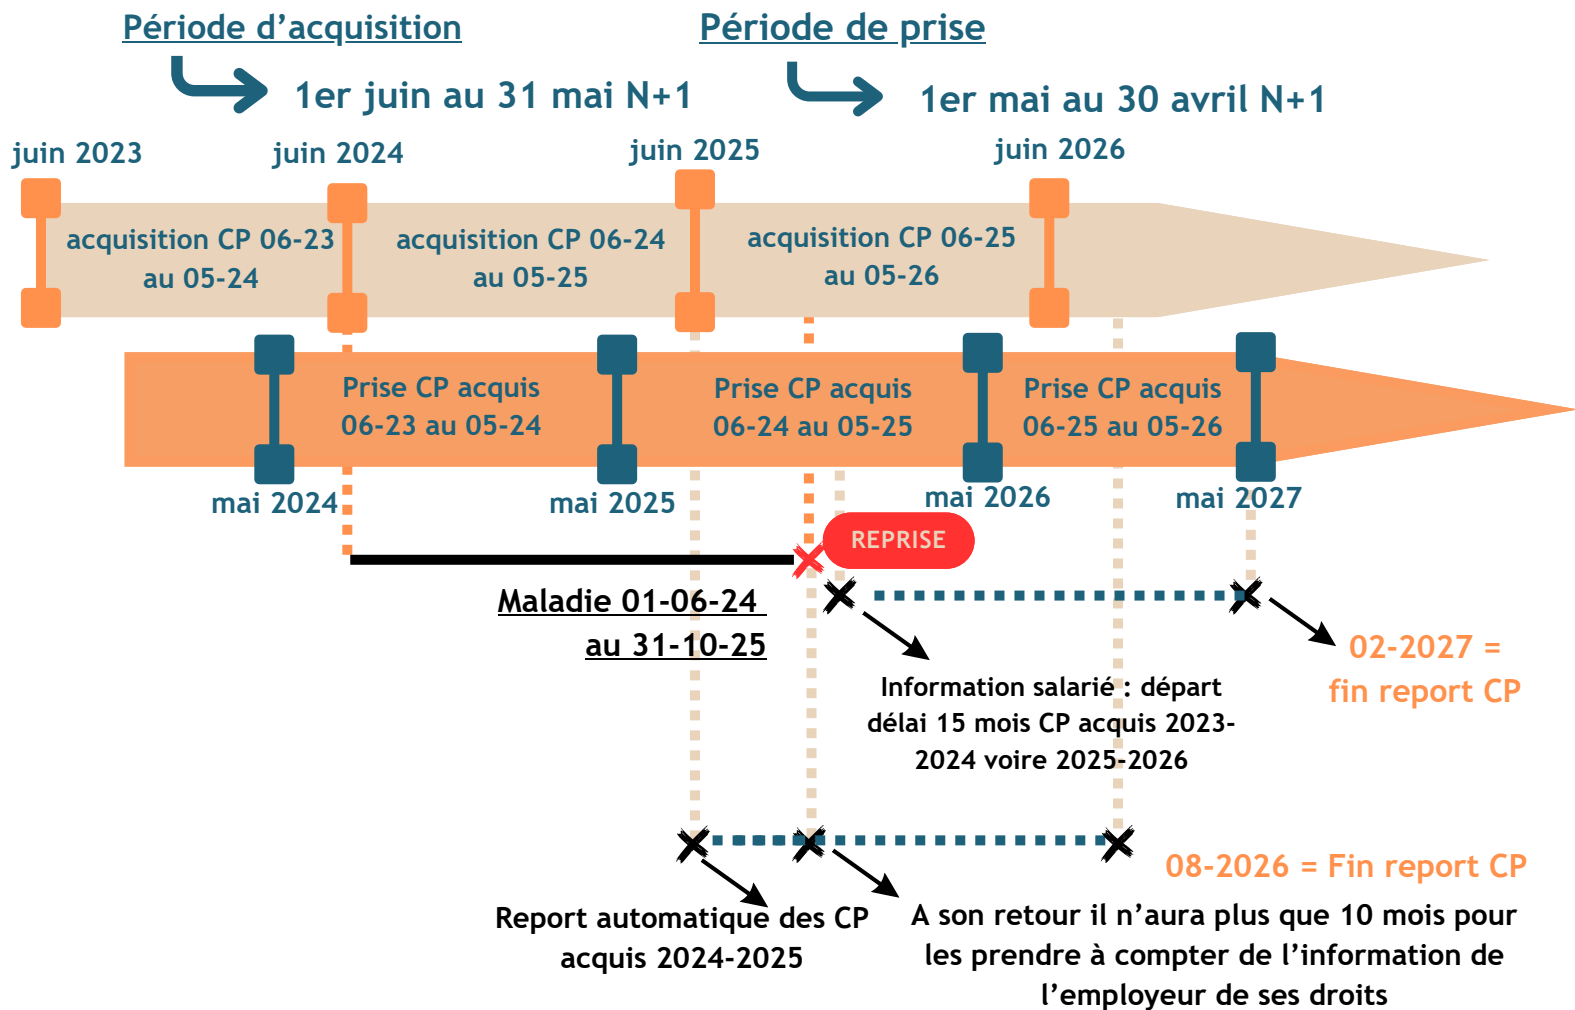 Période d’acquisition
Période de prise
1er juin au 31 mai N+1
1er mai au 30 avril N+1
juin 2023
juin 2024
juin 2025
juin 2026
acquisition CP 06-23
au 05-24
acquisition CP 06-24
au 05-25
acquisition CP 06-25
au 05-26
Prise CP acquis
06-23 au 05-24
Prise CP acquis
06-24 au 05-25
Prise CP acquis
06-25 au 05-26
mai 2024
mai 2025
mai 2026
mai 2027
REPRISE
Maladie 01-06-24
au 31-10-25
02-2027 =
fin report CP
Information salarié : départ
délai 15 mois CP acquis 2023-
2024 voire 2025-2026
08-2026 = Fin report CP
Report automatique des CP
acquis 2024-2025
A son retour il n’aura plus que 10 mois pour
les prendre à compter de l’information de
l’employeur de ses droits